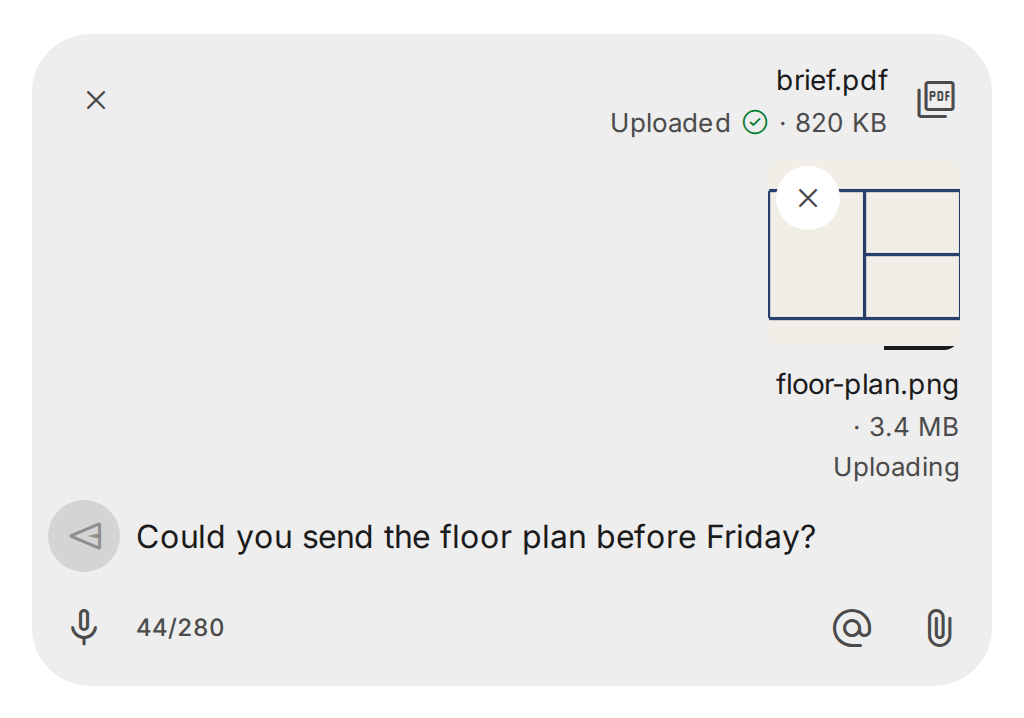 brief.pdf
Uploaded · 820 KB
PDF
floor-plan.png
· 3.4 MB
Uploading
Could you send the floor plan before Friday?
44/280